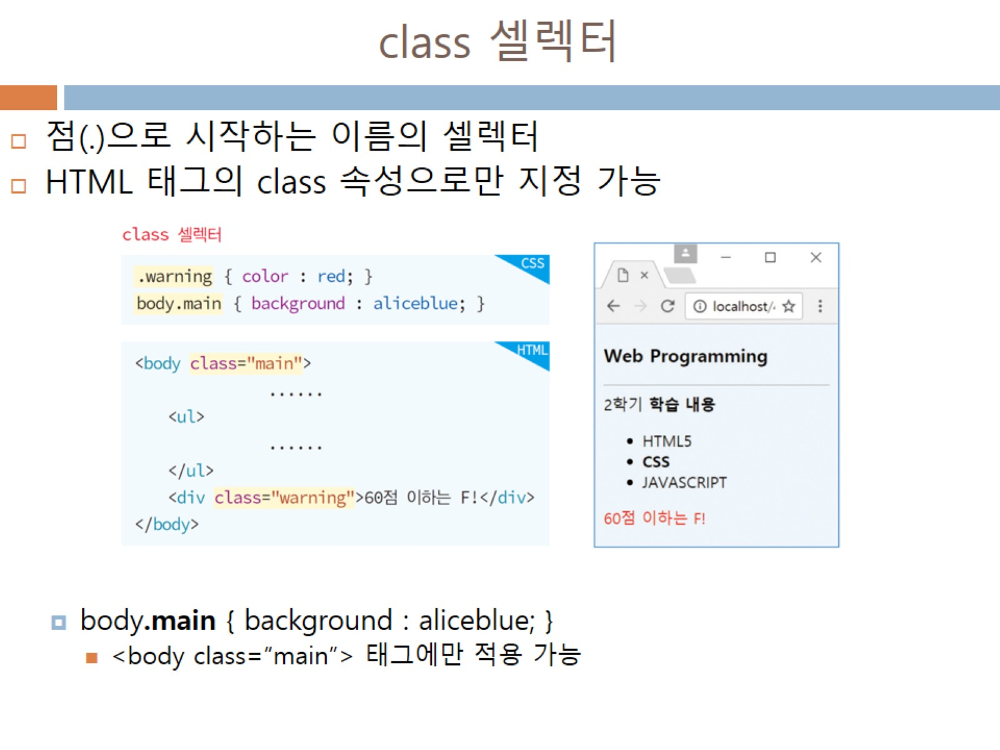 class 셀렉터
점(.)으로 시작하는 이름의 셀렉터
HTML 태그의 class 속성으로만 지정 가능
class 셀렉터
CSS
.warning { color : red; }
body.main { background : aliceblue; }
HTML
<body class="main">
......
<ul>
......
</ul>
<div class="warning">60점 이하는 F!</div>
</body>
localhost/
Web Programming
2학기 학습 내용
HTML5
CSS
JAVASCRIPT
60점 이하는 F!
body.main { background : aliceblue; }
<body class=“main”> 태그에만 적용 가능